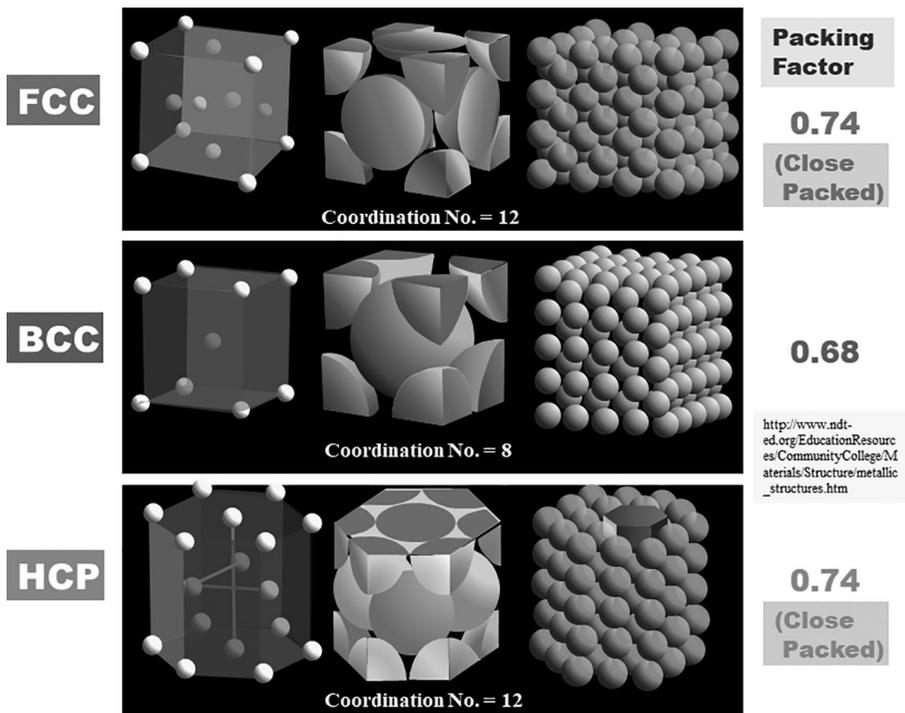 Packing
Factor
FCC
0.74
(Close
Packed)
Coordination No. = 12
BCC
0.68
Coordination No. = 8
http://www.ndt-
ed.org/EducationResourc
es/CommunityCollege/M
aterials/Structure/metallic
_structures.htm
HCP
0.74
(Close
Packed)
Coordination No. = 12